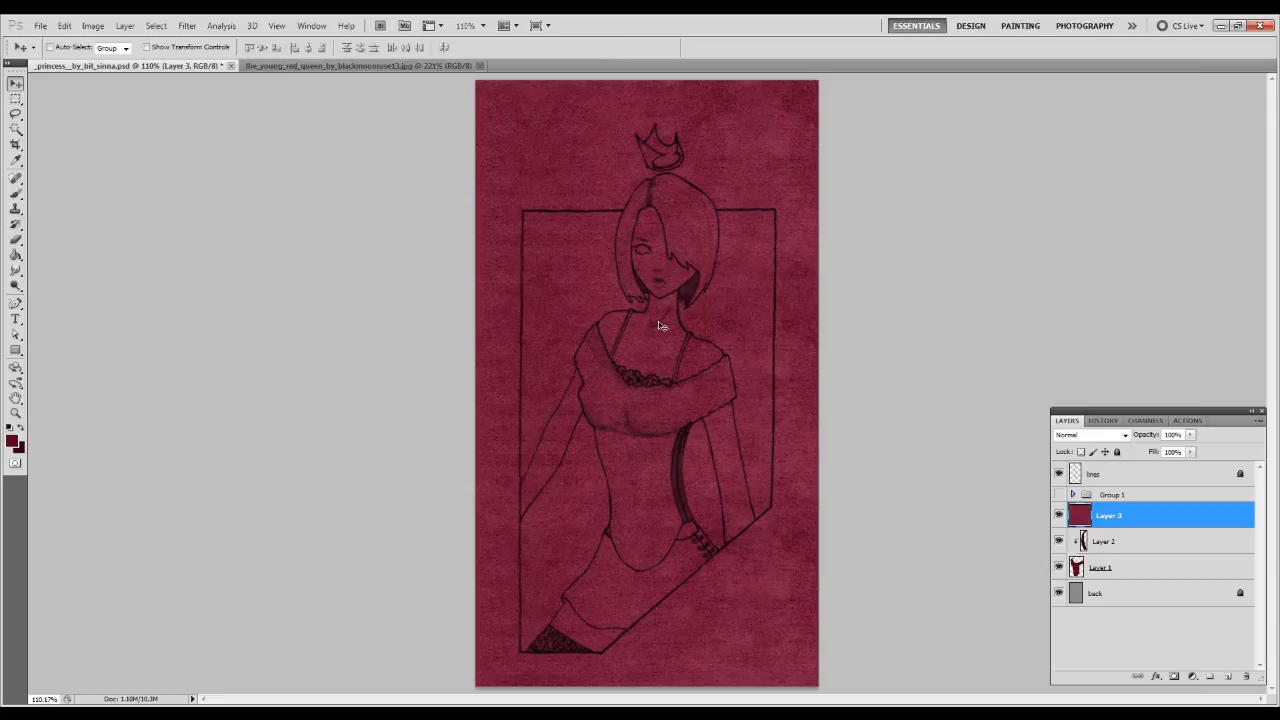 Ps File Edit Image Layer Select Filter Analysis 3D View Window Help Br Mb 110% ESSENTIALS DESIGN PAINTING PHOTOGRAPHY CS Live
Auto-Select: Group Show Transform Controls
_princess__by_bit_sinna.psd @ 110% (Layer 3, RGB/8) * the_young_red_queen_by_blackmoonrose13.jpg @ 221% (RGB/8)
LAYERS HISTORY CHANNELS ACTIONS
Normal Opacity: 100%
Lock: Fill: 100%
lines
Group 1
Layer 3
Layer 2
Layer 1
back
110.17% Doc: 1.10M/10.3M